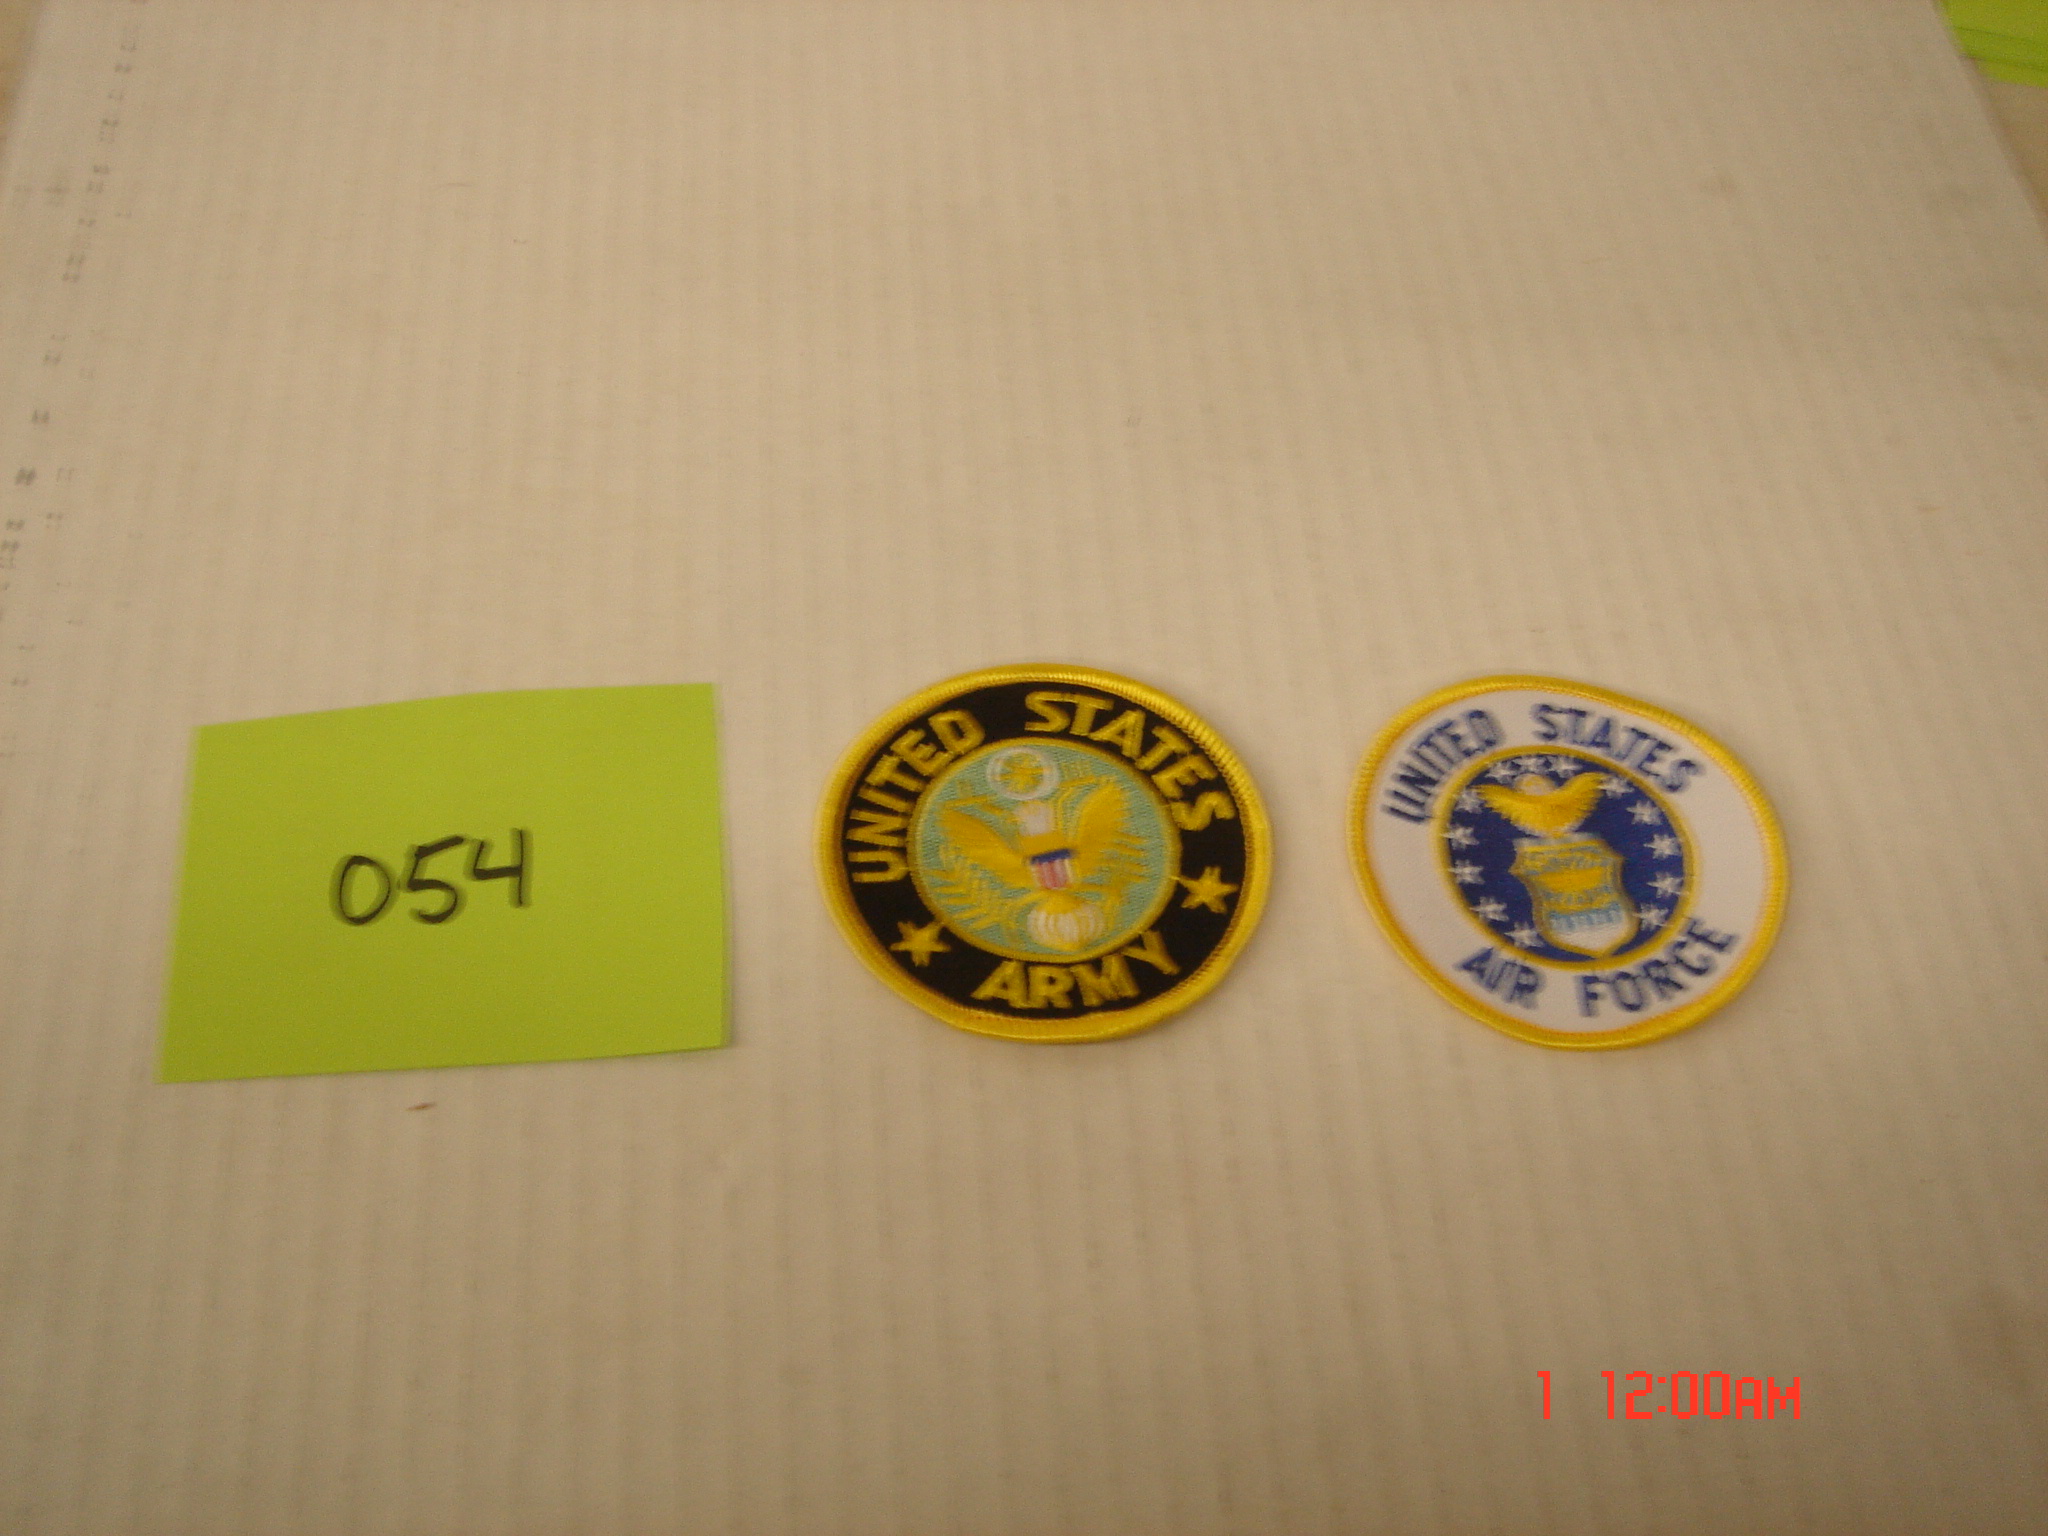 054
UNITED STATES
ARMY
UNITED STATES
AIR FORCE
1 12:00AM